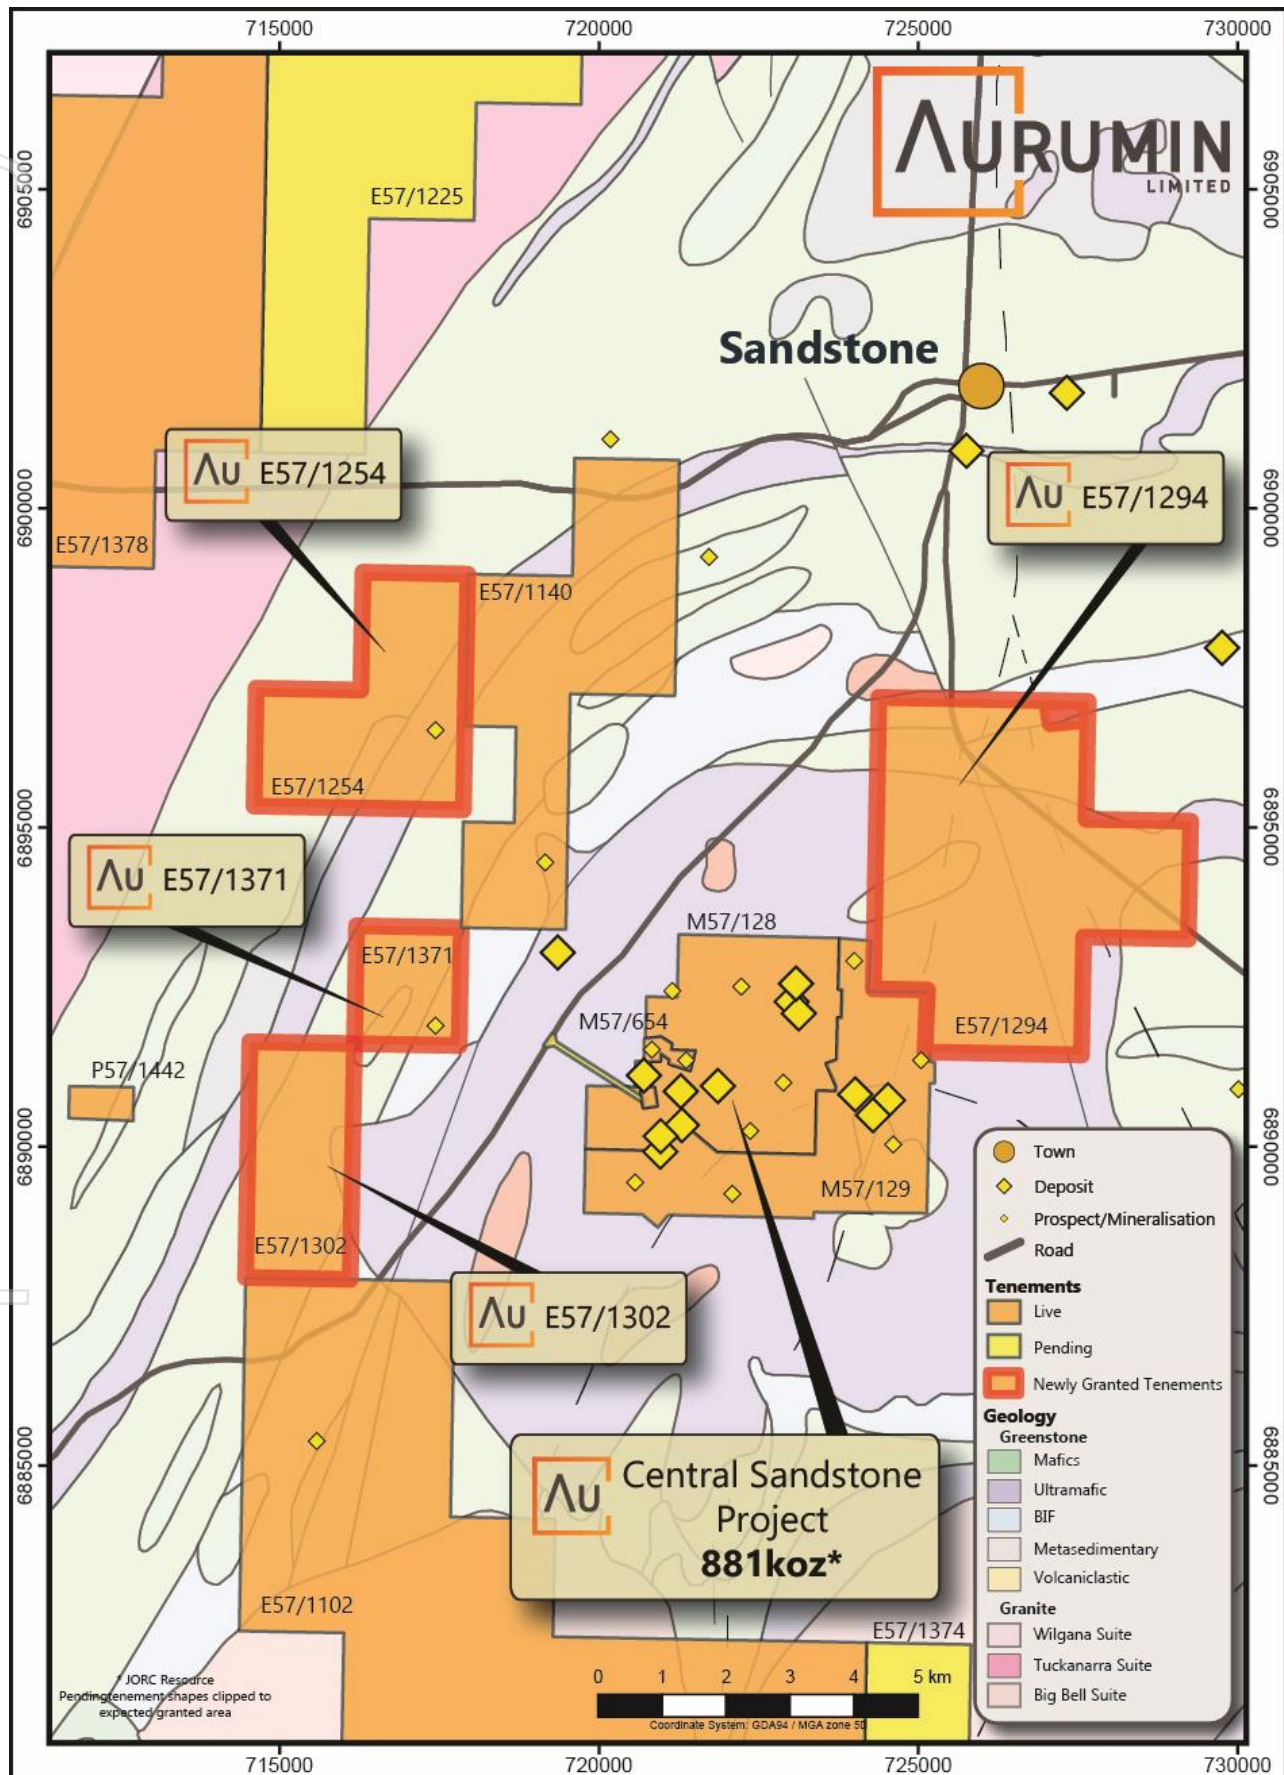 715000
720000
725000
730000
6905000
6905000
AURUMIN
LIMITED
E57/1225
Sandstone
Au E57/1254
Au E57/1294
6900000
6900000
E57/1378
E57/1140
E57/1254
6895000
6895000
Au E57/1371
M57/128
E57/1371
M57/654
E57/1294
P57/1442
6890000
6890000
M57/129
E57/1302
Au E57/1302
6885000
6885000
Au
Central Sandstone
Project
881koz*
E57/1102
E57/1374
Town
Deposit
Prospect/Mineralisation
Road
Tenements
Live
Pending
Newly Granted Tenements
Geology
Greenstone
Mafics
Ultramafic
BIF
Metasedimentary
Volcaniclastic
Granite
Wilgana Suite
Tuckanarra Suite
Big Bell Suite
* JORC Resource
Pending tenement shapes clipped to
expected granted area
0 1 2 3 4 5 km
Coordinate System: GDA94 / MGA zone 50
715000
720000
725000
730000